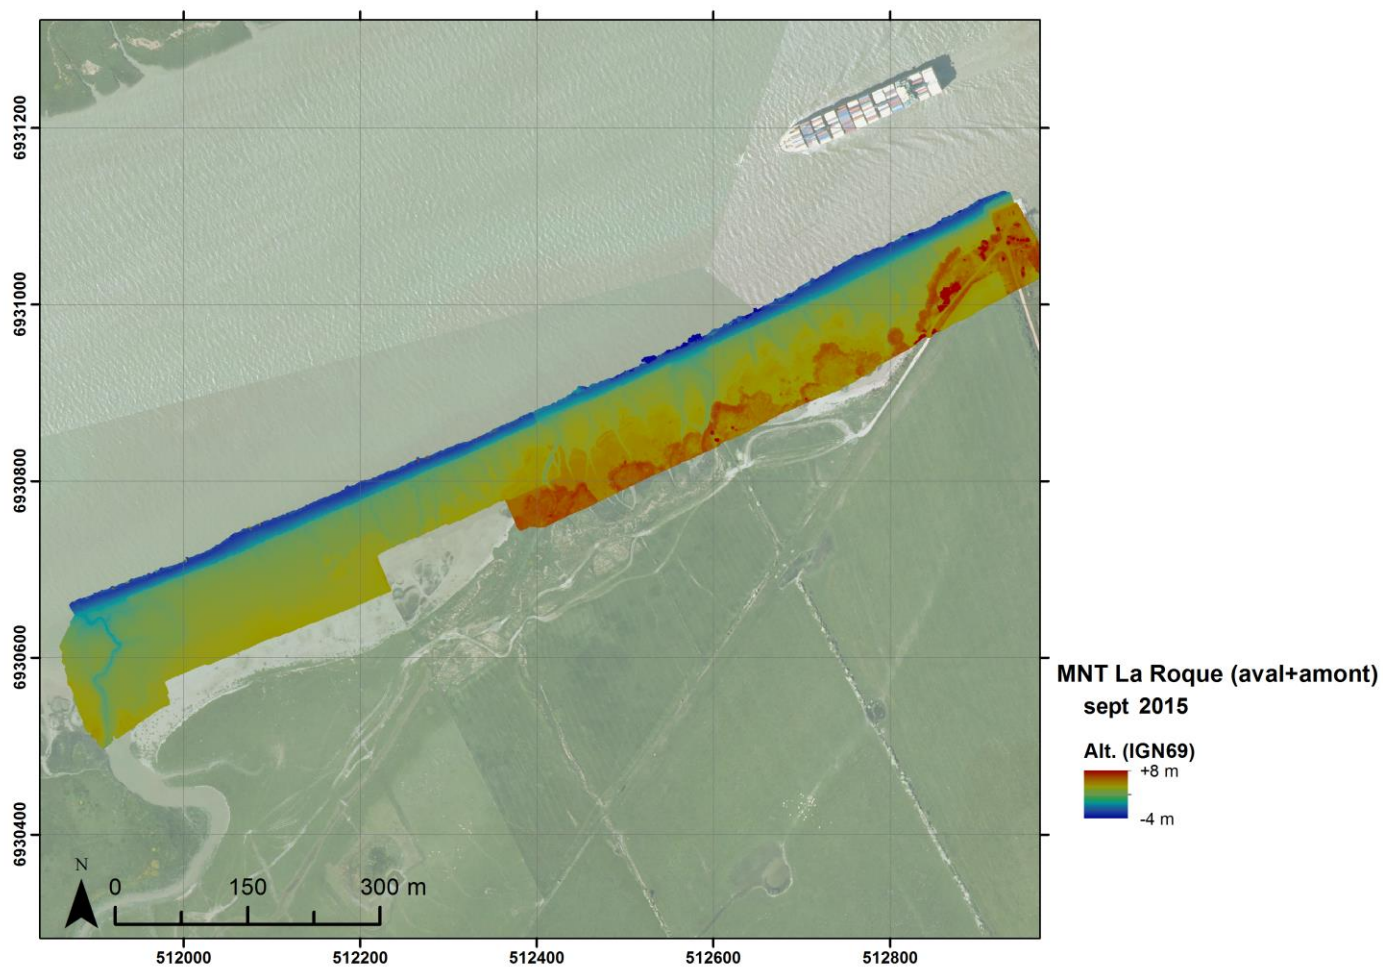 6931200
6931000
6930800
6930600
6930400
N
0 150 300 m
512000 512200 512400 512600 512800
MNT La Roque (aval+amont)
sept 2015
Alt. (IGN69)
+8 m
-4 m